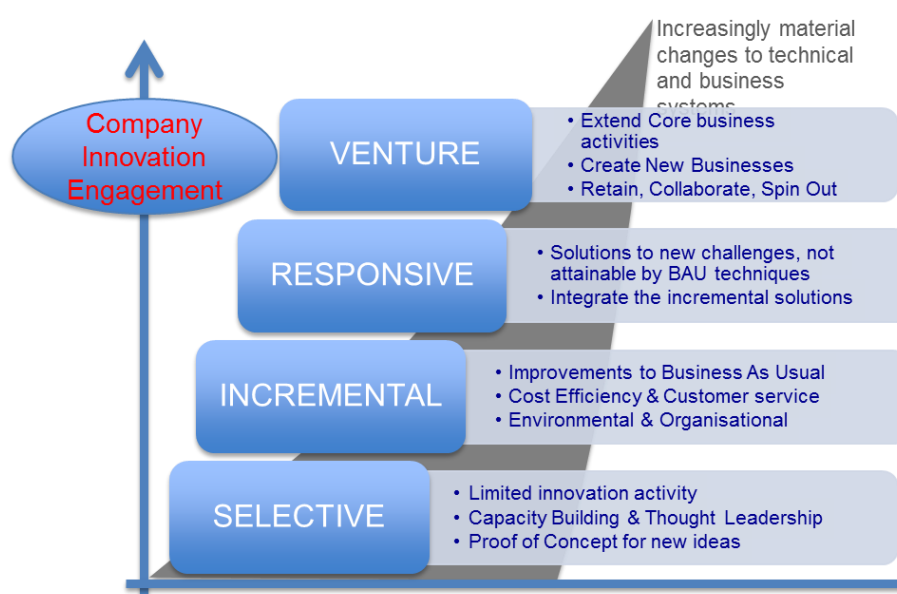 Increasingly material
changes to technical
and business
systems
Company
Innovation
Engagement
VENTURE
• Extend Core business
activities
• Create New Businesses
• Retain, Collaborate, Spin Out
RESPONSIVE
• Solutions to new challenges, not
attainable by BAU techniques
• Integrate the incremental solutions
INCREMENTAL
• Improvements to Business As Usual
• Cost Efficiency & Customer service
• Environmental & Organisational
SELECTIVE
• Limited innovation activity
• Capacity Building & Thought Leadership
• Proof of Concept for new ideas